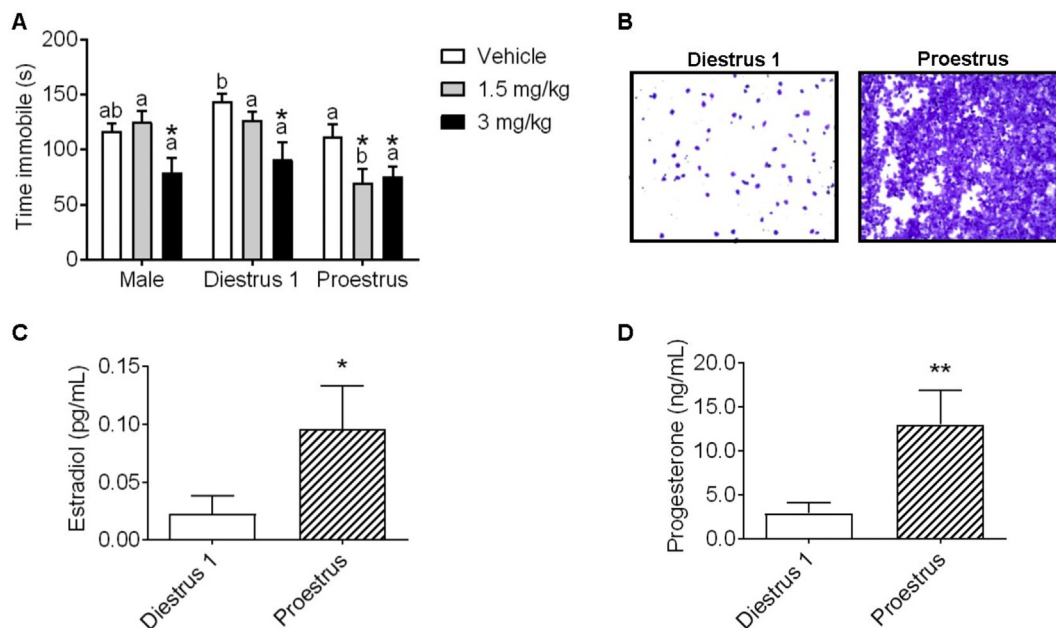 A
200
150
100
50
0
Time immobile (s)
ab
a
*
a
b
a
*
a
a
*
b
*
a
Male
Diestrus 1
Proestrus
Vehicle
1.5 mg/kg
3 mg/kg
B
Diestrus 1
Proestrus
C
0.15
0.10
0.05
0.00
Estradiol (pg/mL)
*
Diestrus 1
Proestrus
D
20.0
15.0
10.0
5.0
0
Progesterone (ng/mL)
**
Diestrus 1
Proestrus